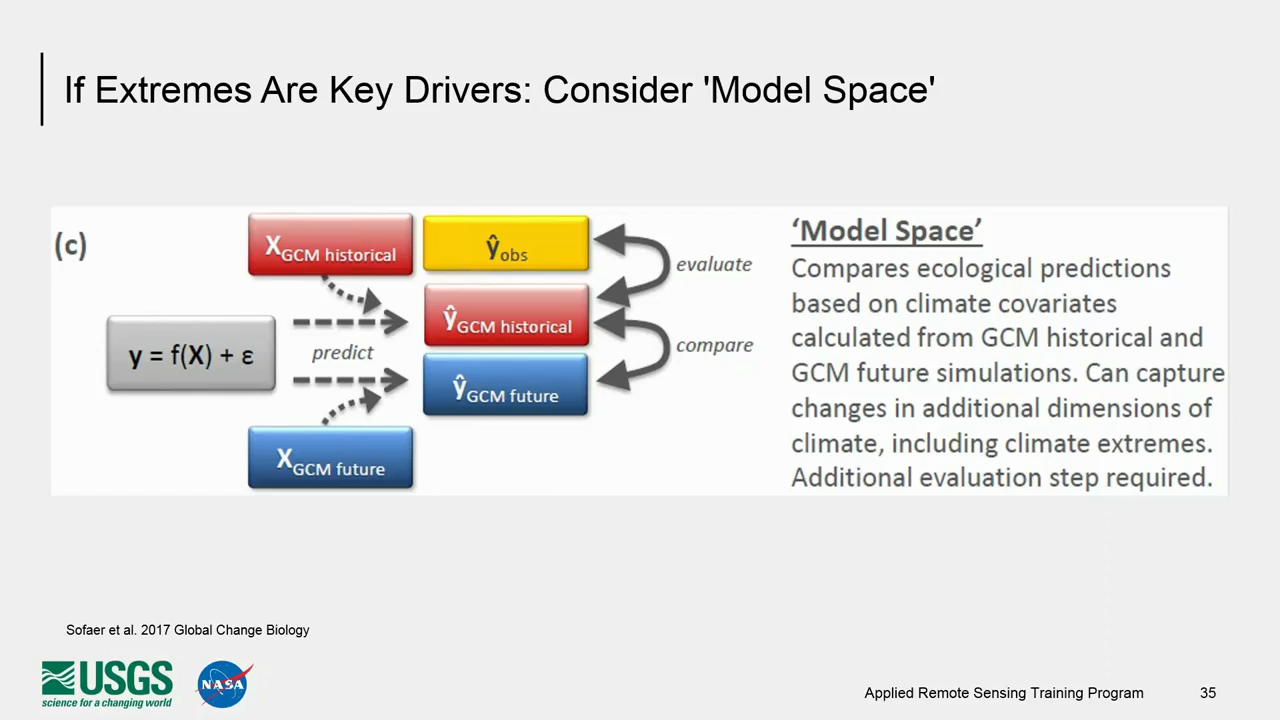 If Extremes Are Key Drivers: Consider 'Model Space'
(c)
X GCM historical
ŷ obs
evaluate
ŷ GCM historical
y = f(X) + ε
predict
compare
ŷ GCM future
X GCM future
‘Model Space’
Compares ecological predictions
based on climate covariates
calculated from GCM historical and
GCM future simulations. Can capture
changes in additional dimensions of
climate, including climate extremes.
Additional evaluation step required.
Sofaer et al. 2017 Global Change Biology
USGS
science for a changing world
NASA
Applied Remote Sensing Training Program
35